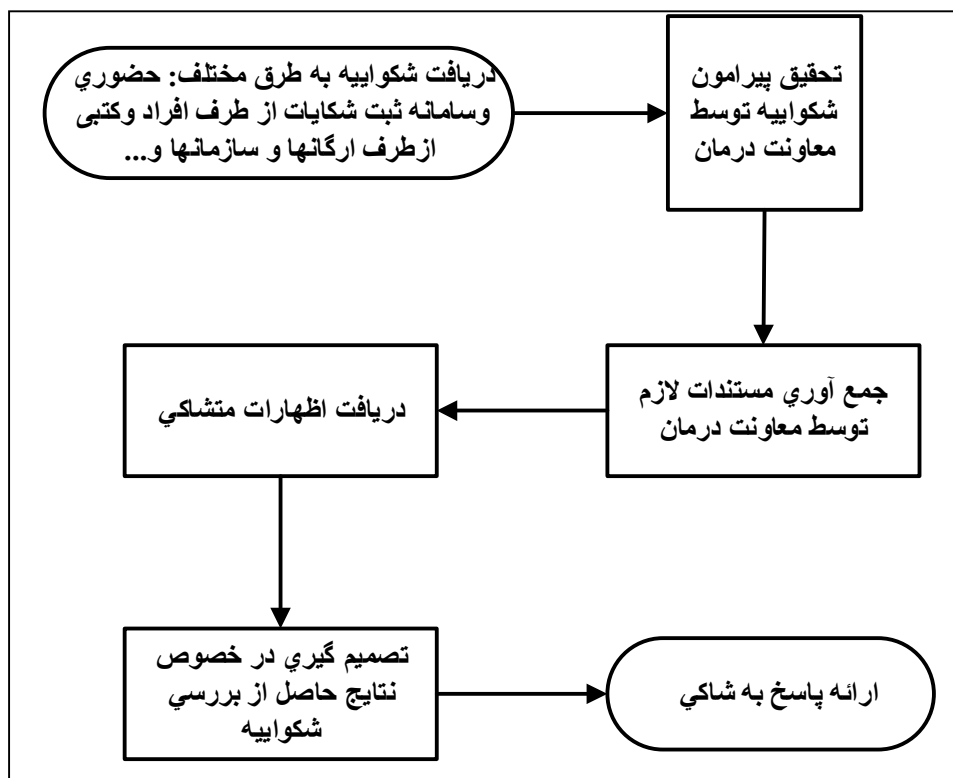 دريافت شكواييه به طرق مختلف: حضوري
وسامانه ثبت شكايات از طرف افراد وكتبی
ازطرف ارگانها و سازمانها و...
تحقيق پيرامون
شكواييه توسط
معاونت درمان
جمع آوري مستندات لازم
توسط معاونت درمان
دريافت اظهارات متشاكي
تصميم گيري در خصوص
نتايج حاصل از بررسي
شكواييه
ارائه پاسخ به شاكي